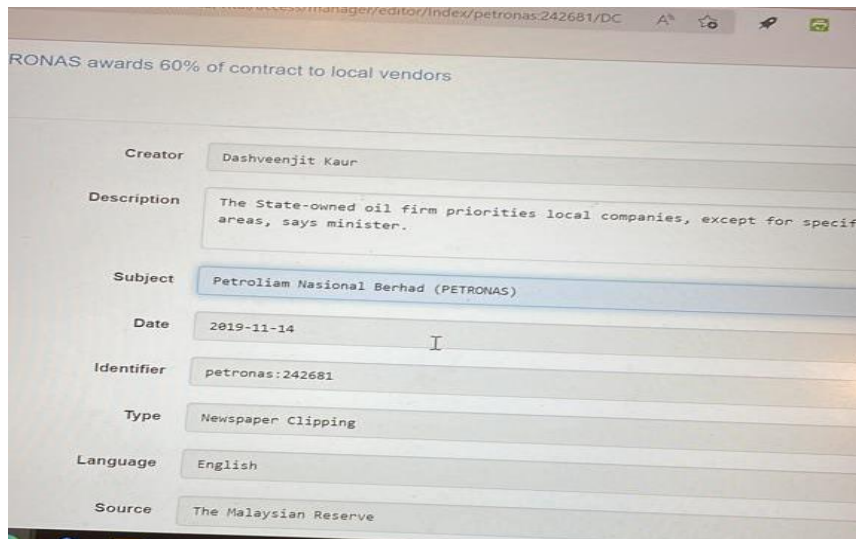 manager/editor/index/petronas:242681/DC
RONAS awards 60% of contract to local vendors
Creator Dashveenjit Kaur
Description The State-owned oil firm priorities local companies, except for specif
areas, says minister.
Subject Petroliam Nasional Berhad (PETRONAS)
Date 2019-11-14
Identifier petronas:242681
Type Newspaper Clipping
Language English
Source The Malaysian Reserve